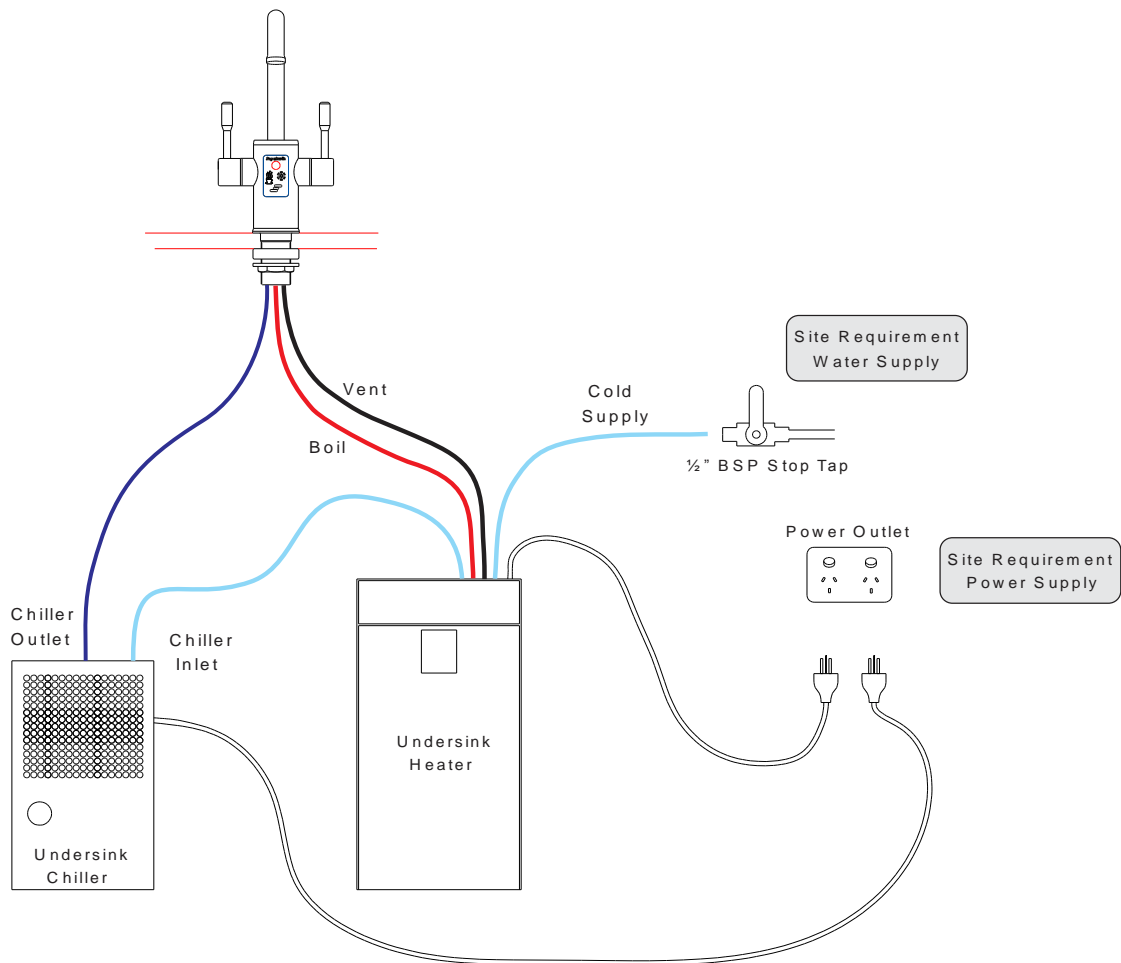 Site Requirement
Water Supply
Cold
Supply
Vent
Boil
½” BSP Stop Tap
Power Outlet
Site Requirement
Power Supply
Chiller
Outlet
Chiller
Inlet
Undersink
Heater
Undersink
Chiller